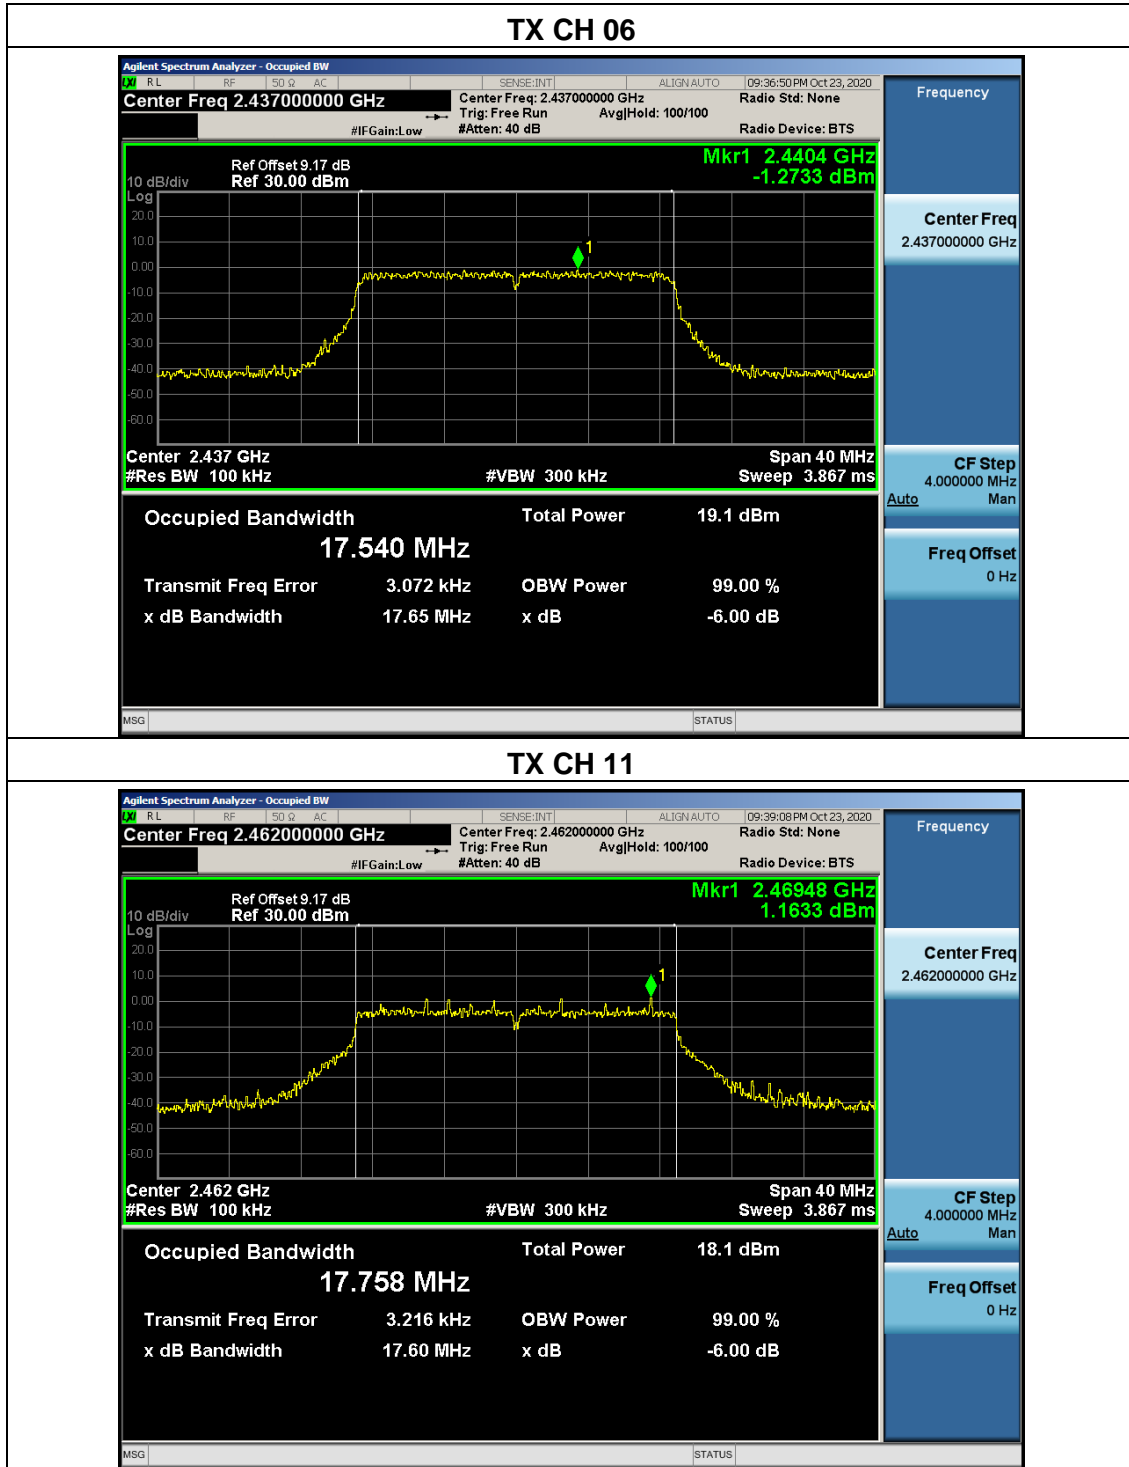 TX CH 06
Agilent Spectrum Analyzer - Occupied BW
LXI RL RF 50 Ω AC SENSE:INT ALIGN AUTO 09:36:50 PM Oct 23, 2020
Center Freq 2.437000000 GHz
Center Freq: 2.437000000 GHz Radio Std: None
Trig: Free Run Avg|Hold: 100/100
#IFGain:Low #Atten: 40 dB Radio Device: BTS
Frequency
Mkr1 2.4404 GHz
-1.2733 dBm
Ref Offset 9.17 dB
10 dB/div Ref 30.00 dBm
Log
20.0
10.0
1
0.00
-10.0
-20.0
-30.0
-40.0
-50.0
-60.0
Center 2.437 GHz Span 40 MHz
#Res BW 100 kHz #VBW 300 kHz Sweep 3.867 ms
Center Freq
2.437000000 GHz
CF Step
4.000000 MHz
Auto Man
Freq Offset
0 Hz
Occupied Bandwidth Total Power 19.1 dBm
17.540 MHz
Transmit Freq Error 3.072 kHz OBW Power 99.00 %
x dB Bandwidth 17.65 MHz x dB -6.00 dB
MSG STATUS
TX CH 11
Agilent Spectrum Analyzer - Occupied BW
LXI RL RF 50 Ω AC SENSE:INT ALIGN AUTO 09:39:08 PM Oct 23, 2020
Center Freq 2.462000000 GHz
Center Freq: 2.462000000 GHz Radio Std: None
Trig: Free Run Avg|Hold: 100/100
#IFGain:Low #Atten: 40 dB Radio Device: BTS
Frequency
Mkr1 2.46948 GHz
1.1633 dBm
Ref Offset 9.17 dB
10 dB/div Ref 30.00 dBm
Log
20.0
10.0
1
0.00
-10.0
-20.0
-30.0
-40.0
-50.0
-60.0
Center 2.462 GHz Span 40 MHz
#Res BW 100 kHz #VBW 300 kHz Sweep 3.867 ms
Center Freq
2.462000000 GHz
CF Step
4.000000 MHz
Auto Man
Freq Offset
0 Hz
Occupied Bandwidth Total Power 18.1 dBm
17.758 MHz
Transmit Freq Error 3.216 kHz OBW Power 99.00 %
x dB Bandwidth 17.60 MHz x dB -6.00 dB
MSG STATUS